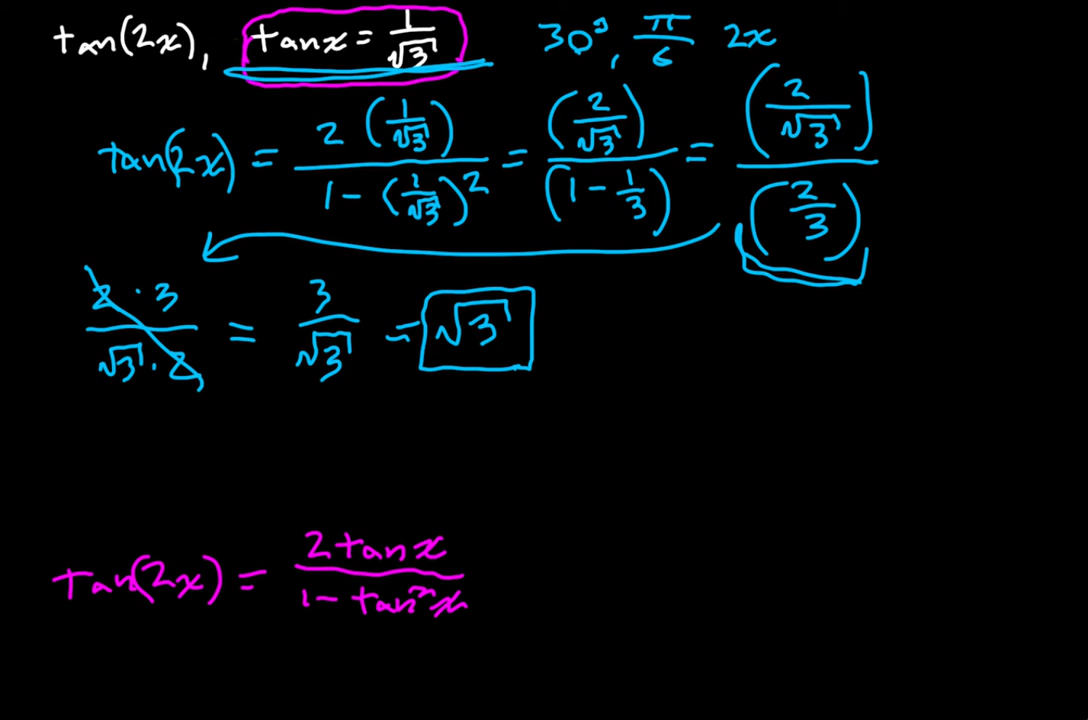 tan(2x), tanx = 1/√3 30°, π/6 2x
tan(2x) = 2(1/√3) / 1-(1/√3)² = (2/√3) / (1-1/3) = (2/√3) / (2/3)
2·3 / √3·2 = 3/√3 = √3
tan(2x) = 2tanx / 1-tan²x